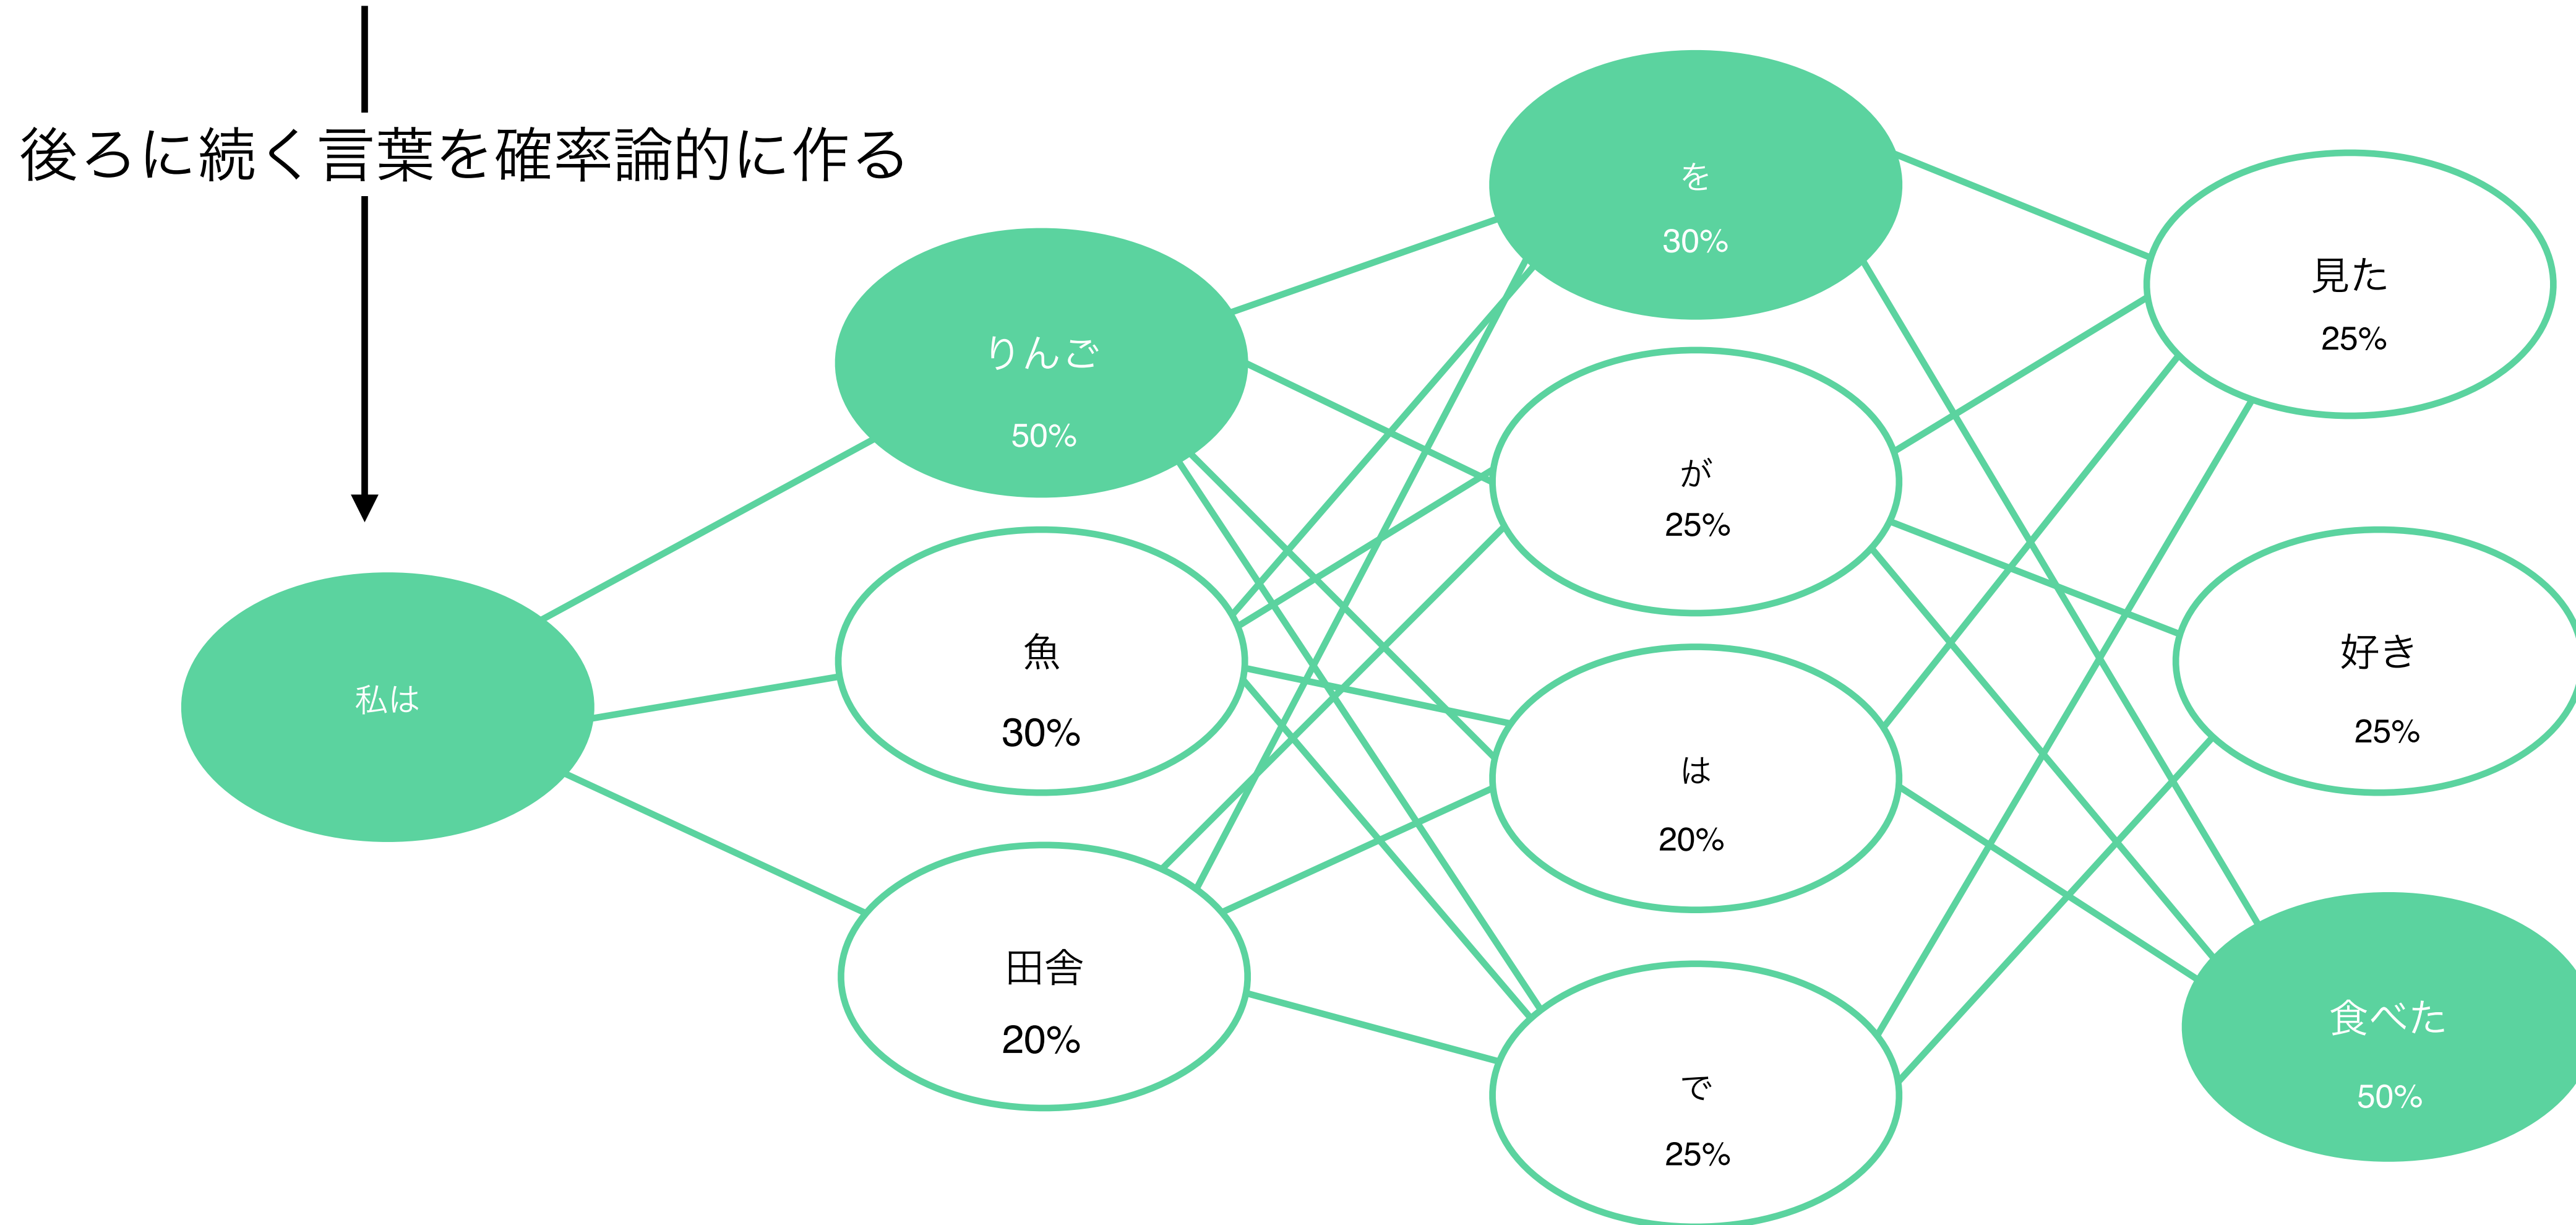 後ろに続く言葉を確率論的に作る
私は
りんご
50%
魚
30%
田舎
20%
を
30%
が
25%
は
20%
で
25%
見た
25%
好き
25%
食べた
50%